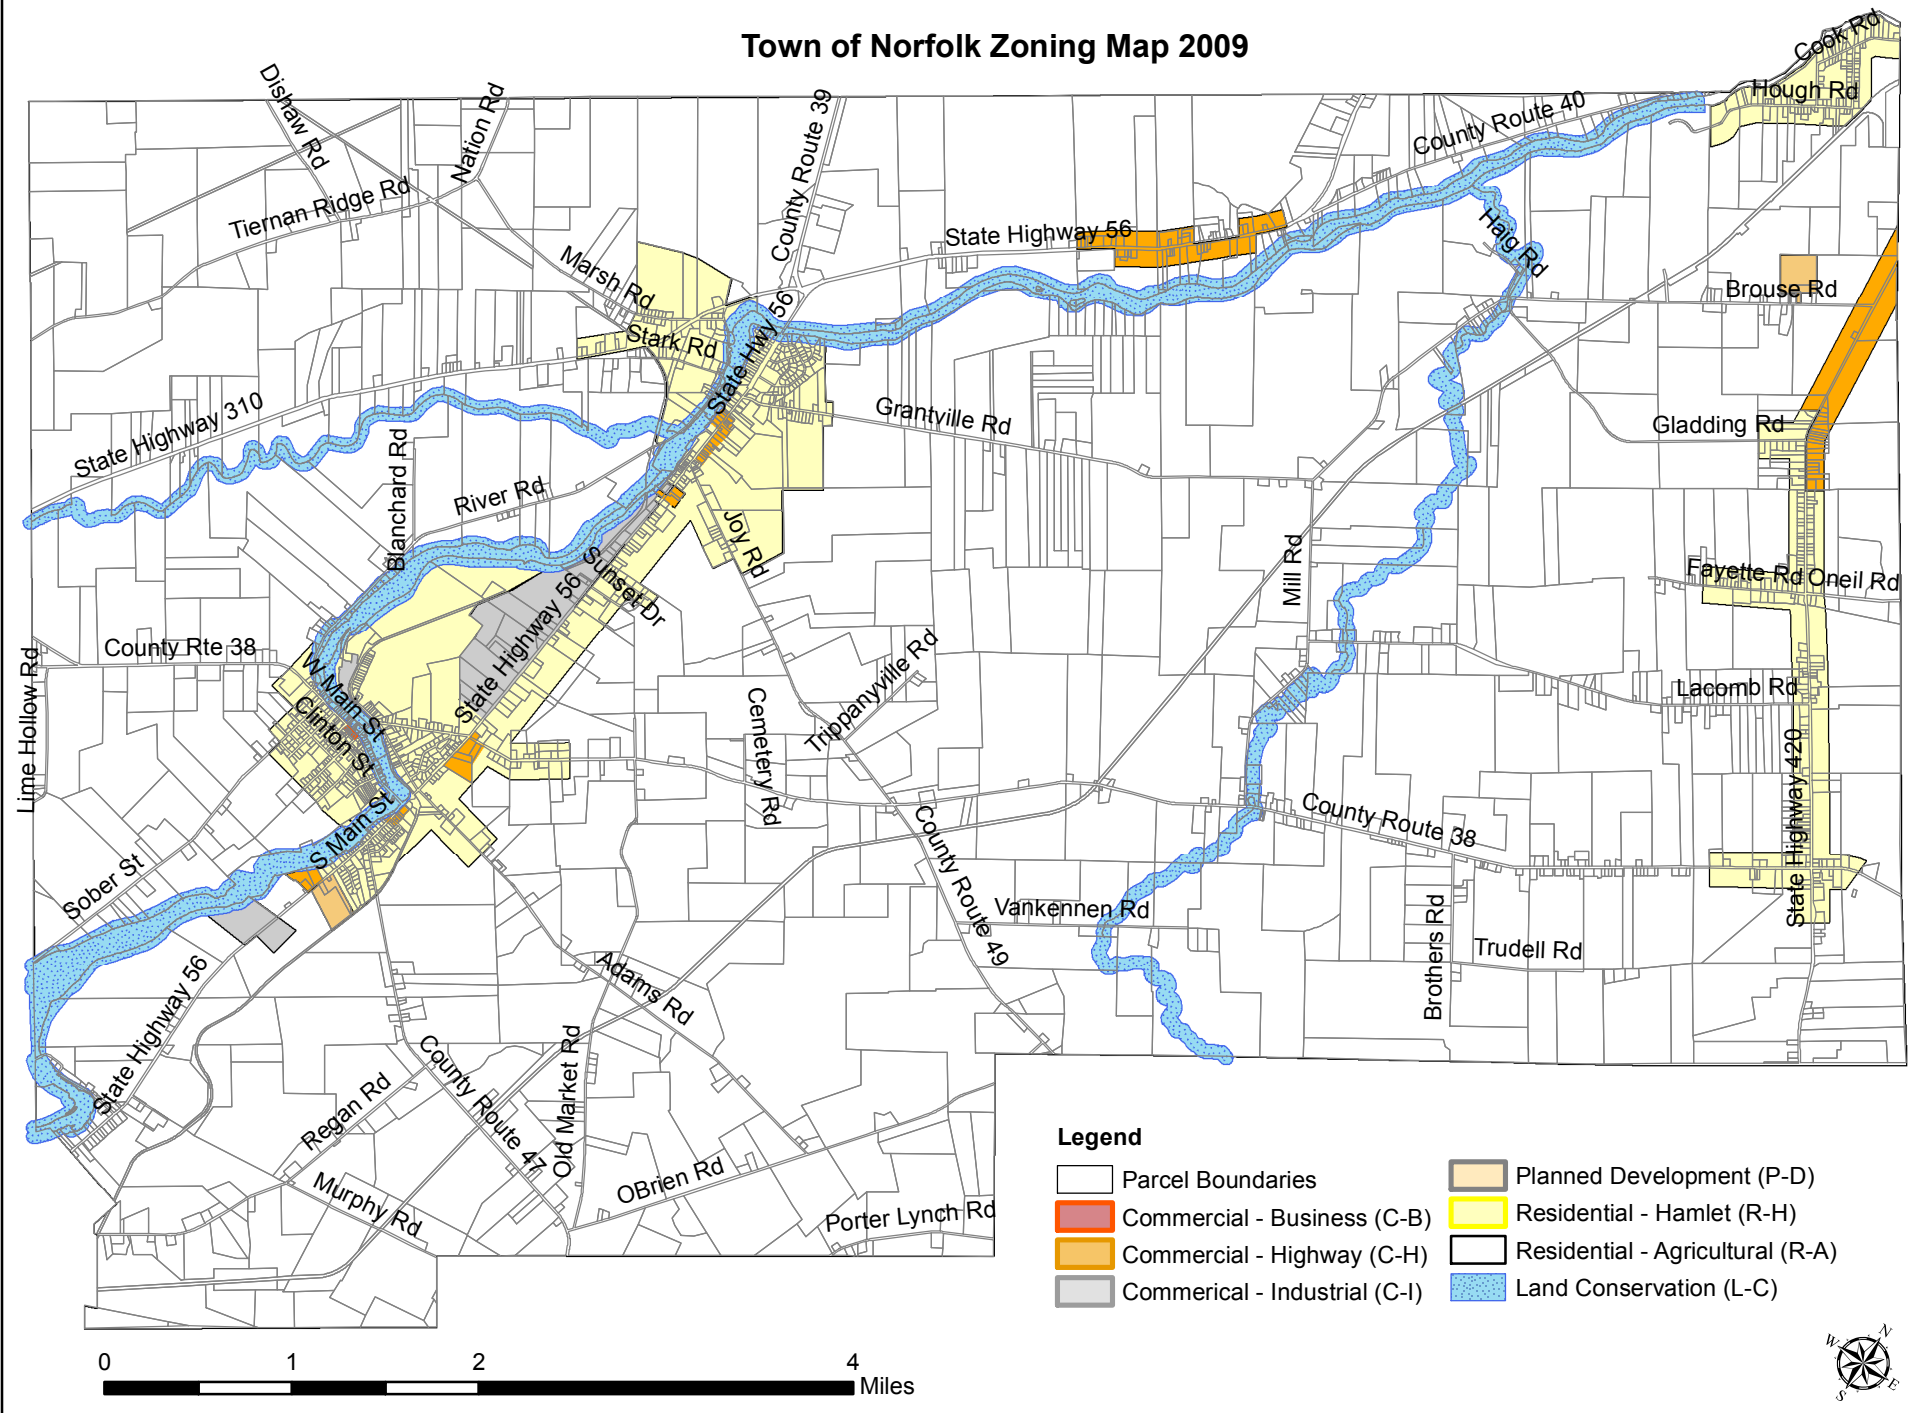 Town of Norfolk Zoning Map 2009
Cook Rd
Hough Rd
Dishaw Rd
Nation Rd
County Route 39
County Route 40
Tiernan Ridge Rd
State Highway 56
Haig Rd
Marsh Rd
Brouse Rd
State Hwy 56
Stark Rd
State Highway 310
Grantville Rd
Gladding Rd
Blanchard Rd
River Rd
Joy Rd
Sunset Dr
Mill Rd
Fayette Rd
Oneil Rd
County Rte 38
Lime Hollow Rd
W Main St
State Highway 56
Clinton St
Cemetery Rd
Trippanyville Rd
Lacomb Rd
State Highway 420
S Main St
County Route 38
Sober St
County Route 49
Vankennen Rd
Brothers Rd
Trudell Rd
State Highway 56
Adams Rd
Old Market Rd
County Route 47
Regan Rd
Murphy Rd
OBrien Rd
Porter Lynch Rd
Legend
Parcel Boundaries
Commercial - Business (C-B)
Commercial - Highway (C-H)
Commerical - Industrial (C-I)
Planned Development (P-D)
Residential - Hamlet (R-H)
Residential - Agricultural (R-A)
Land Conservation (L-C)
0 1 2 4
Miles
N
W
E
S